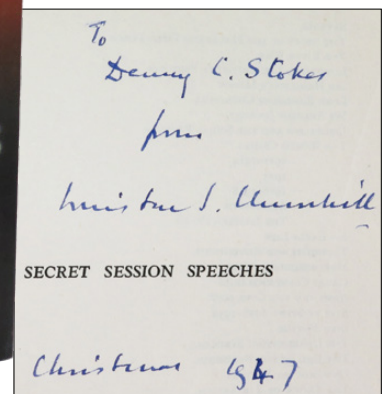 To
Denny C. Stokes
from
Winston S. Churchill
SECRET SESSION SPEECHES
Christmas 1947